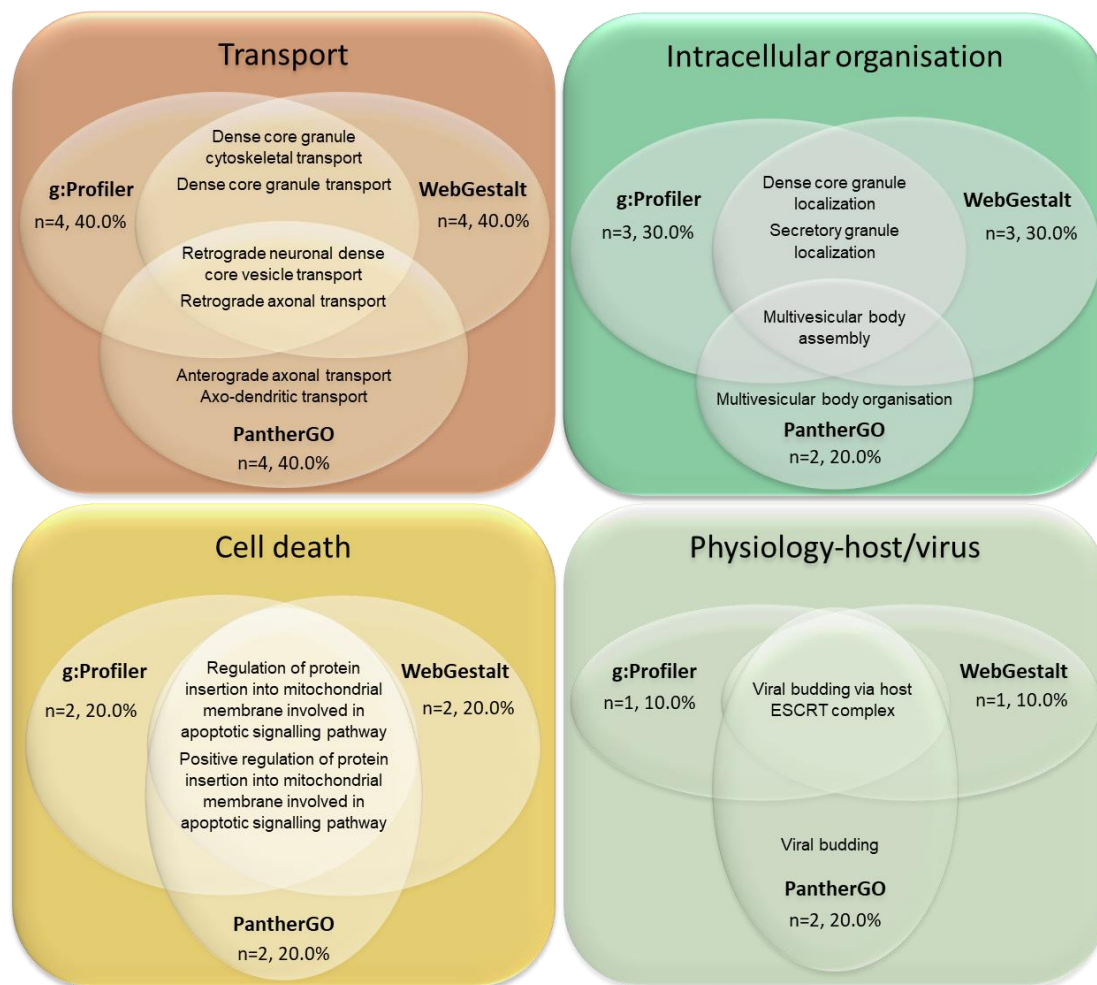 Transport
Dense core granule
cytoskeletal transport
Dense core granule transport
g:Profiler
n=4, 40.0%
WebGestalt
n=4, 40.0%
Retrograde neuronal dense
core vesicle transport
Retrograde axonal transport
Anterograde axonal transport
Axo-dendritic transport
PantherGO
n=4, 40.0%
Intracellular organisation
g:Profiler
n=3, 30.0%
Dense core granule
localization
Secretory granule
localization
WebGestalt
n=3, 30.0%
Multivesicular body
assembly
Multivesicular body organisation
PantherGO
n=2, 20.0%
Cell death
g:Profiler
n=2, 20.0%
Regulation of protein
insertion into mitochondrial
membrane involved in
apoptotic signalling pathway
Positive regulation of protein
insertion into mitochondrial
membrane involved in
apoptotic signalling pathway
WebGestalt
n=2, 20.0%
PantherGO
n=2, 20.0%
Physiology-host/virus
g:Profiler
n=1, 10.0%
Viral budding via host
ESCRT complex
WebGestalt
n=1, 10.0%
Viral budding
PantherGO
n=2, 20.0%